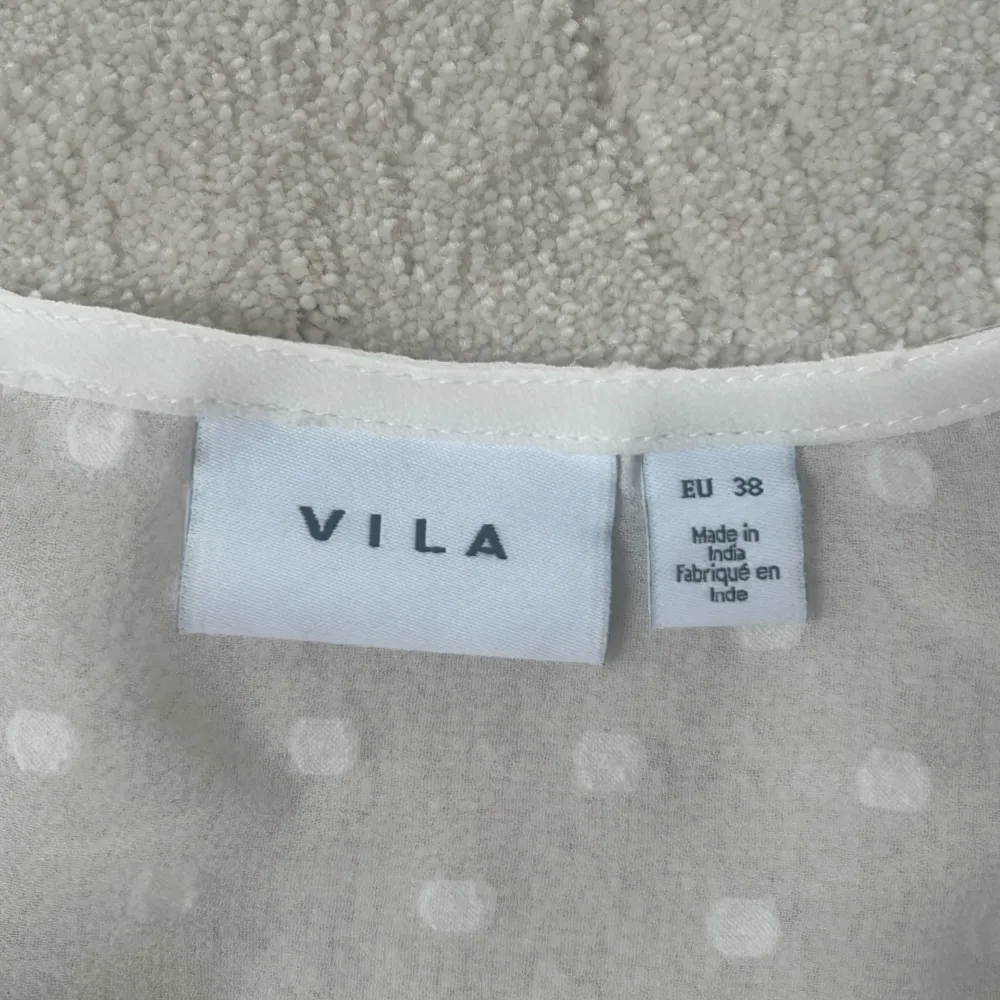 VILA
EU 38
Made in
India
Fabriqué en
Inde